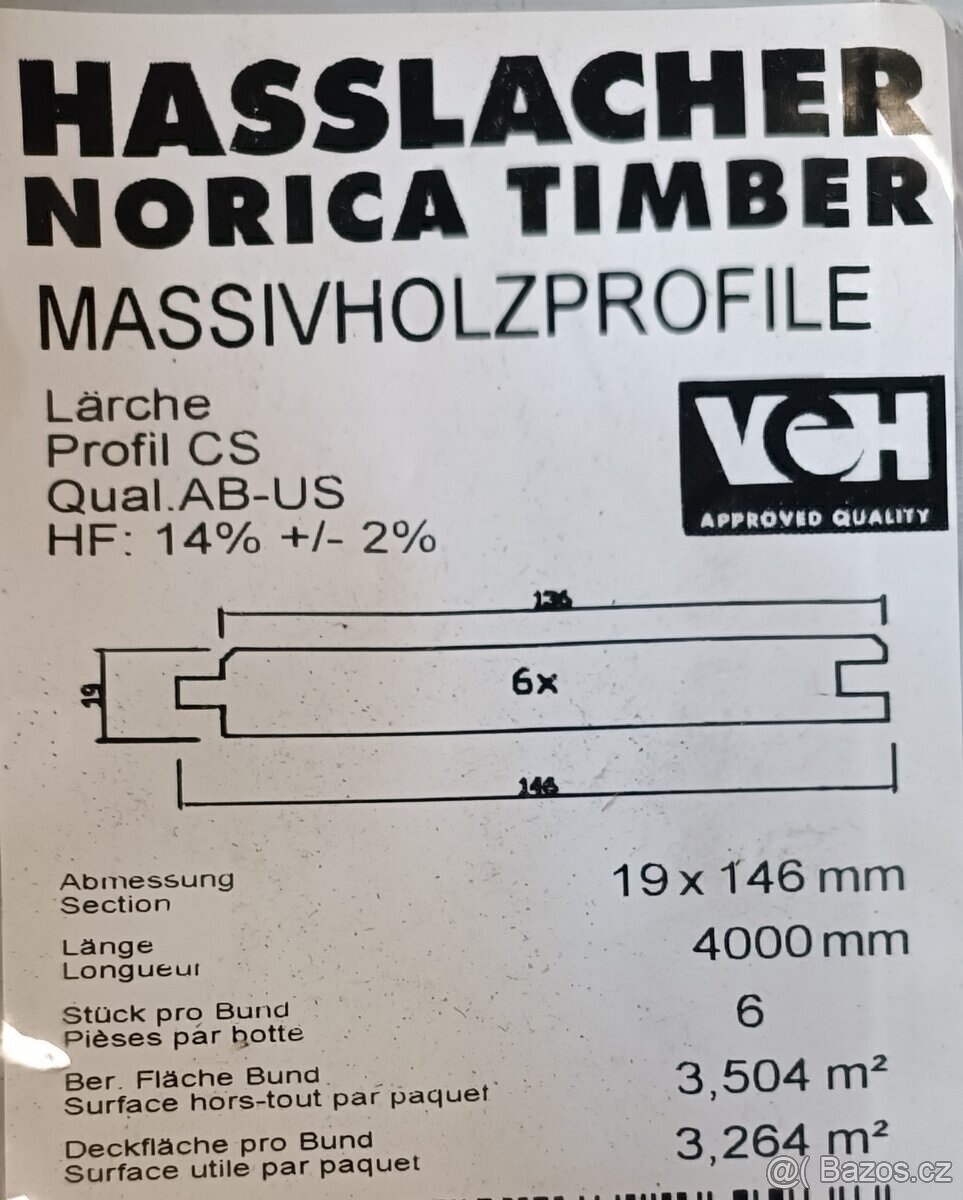 HASSLACHER
NORICA TIMBER
MASSIVHOLZPROFILE
Lärche
Profil CS
Qual.AB-US
HF: 14% +/- 2%
VEH
APPROVED QUALITY
136
19
6x
146
Abmessung 19 x 146 mm
Section
Länge 4000 mm
Longueur
Stück pro Bund 6
Pièses par botte
Ber. Fläche Bund 3,504 m²
Surface hors-tout par paquet
Deckfläche pro Bund 3,264 m²
Surface utile par paquet
@( Bazos.cz